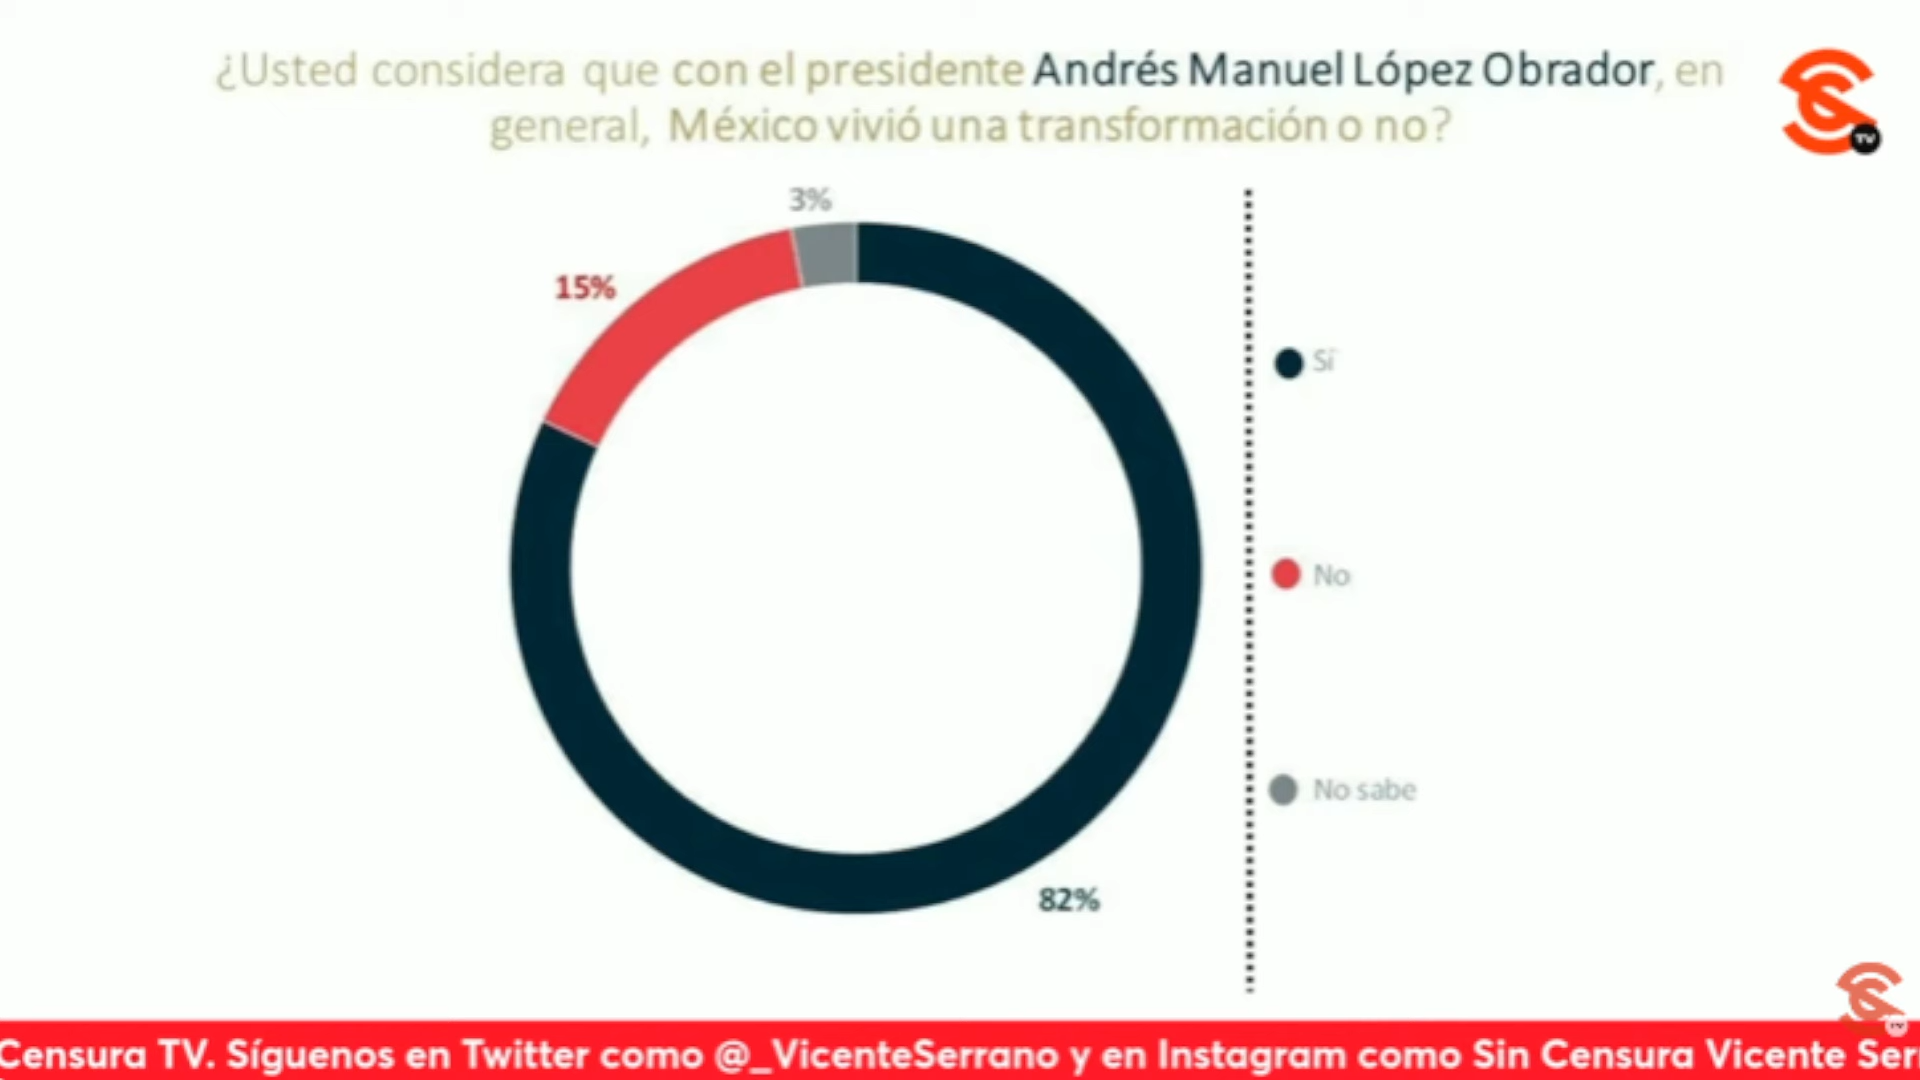 ¿Usted considera que con el presidente Andrés Manuel López Obrador, en
general, México vivió una transformación o no?
TV
3%
15%
Sí
No
No sabe
82%
TV
Censura TV. Síguenos en Twitter como @_VicenteSerrano y en Instagram como Sin Censura Vicente Ser